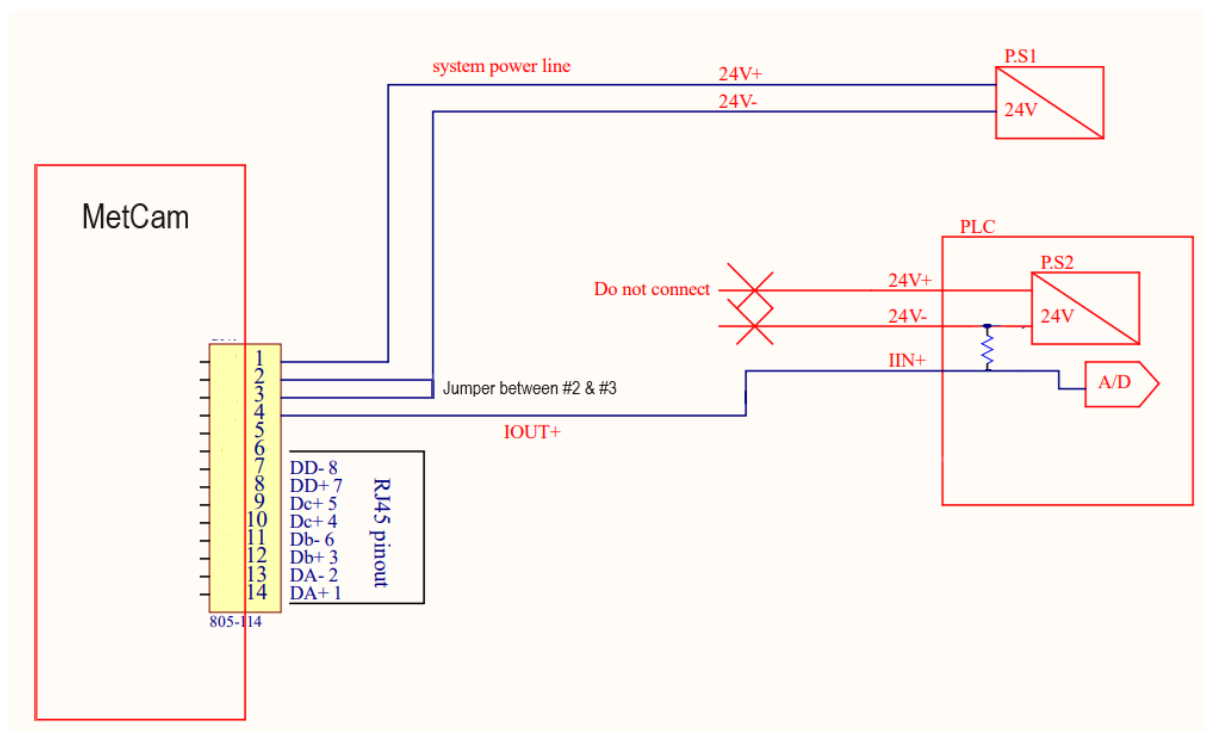 P.S1
system power line
24V+
24V-
24V
MetCam
PLC
P.S2
Do not connect
24V+
24V-
24V
IIN+
A/D
1
2
3
4
5
6
7
8
9
10
11
12
13
14
Jumper between #2 & #3
IOUT+
DD- 8
DD+ 7
Dc+ 5
Dc+ 4
Db- 6
Db+ 3
DA- 2
DA+ 1
RJ45 pinout
805-114